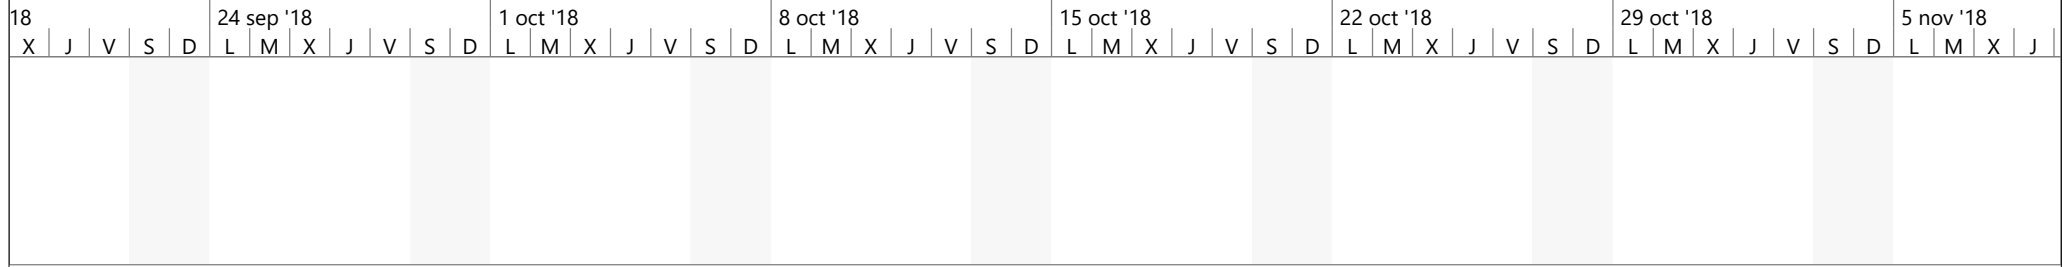 18 24 sep '18 1 oct '18 8 oct '18 15 oct '18 22 oct '18 29 oct '18 5 nov '18
X J V S D L M X J V S D L M X J V S D L M X J V S D L M X J V S D L M X J V S D L M X J V S D L M X J